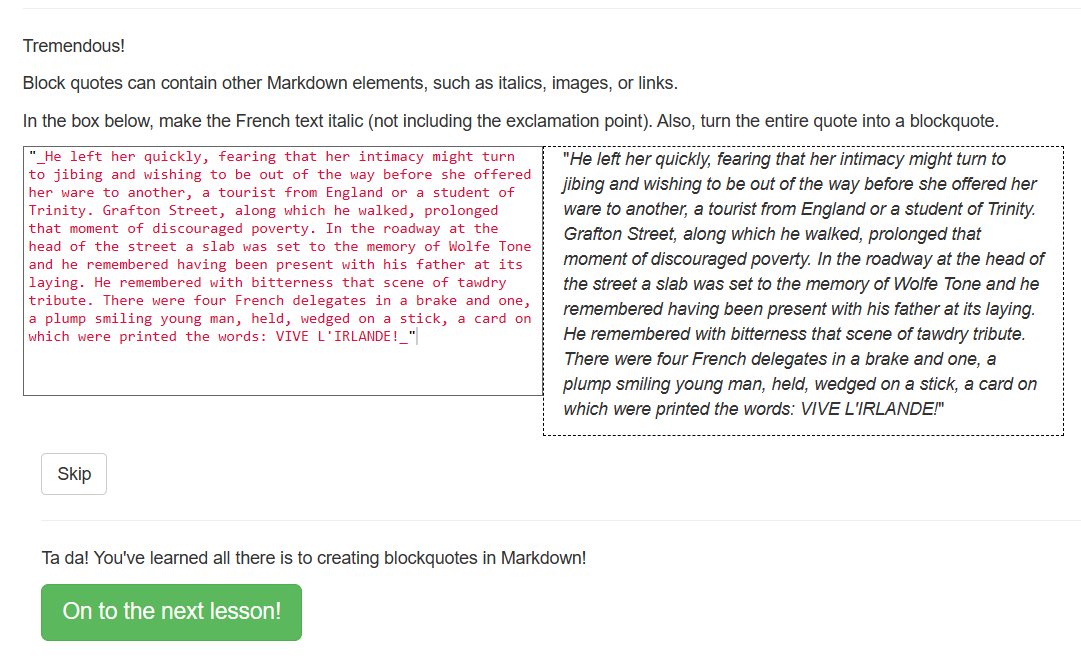 Tremendous!
Block quotes can contain other Markdown elements, such as italics, images, or links.
In the box below, make the French text italic (not including the exclamation point). Also, turn the entire quote into a blockquote.
"_He left her quickly, fearing that her intimacy might turn
to jibing and wishing to be out of the way before she offered
her ware to another, a tourist from England or a student of
Trinity. Grafton Street, along which he walked, prolonged
that moment of discouraged poverty. In the roadway at the
head of the street a slab was set to the memory of Wolfe Tone
and he remembered having been present with his father at its
laying. He remembered with bitterness that scene of tawdry
tribute. There were four French delegates in a brake and one,
a plump smiling young man, held, wedged on a stick, a card on
which were printed the words: VIVE L'IRLANDE!_"
"He left her quickly, fearing that her intimacy might turn to
jibing and wishing to be out of the way before she offered her
ware to another, a tourist from England or a student of Trinity.
Grafton Street, along which he walked, prolonged that
moment of discouraged poverty. In the roadway at the head of
the street a slab was set to the memory of Wolfe Tone and he
remembered having been present with his father at its laying.
He remembered with bitterness that scene of tawdry tribute.
There were four French delegates in a brake and one, a
plump smiling young man, held, wedged on a stick, a card on
which were printed the words: VIVE L'IRLANDE!"
Skip
Ta da! You've learned all there is to creating blockquotes in Markdown!
On to the next lesson!